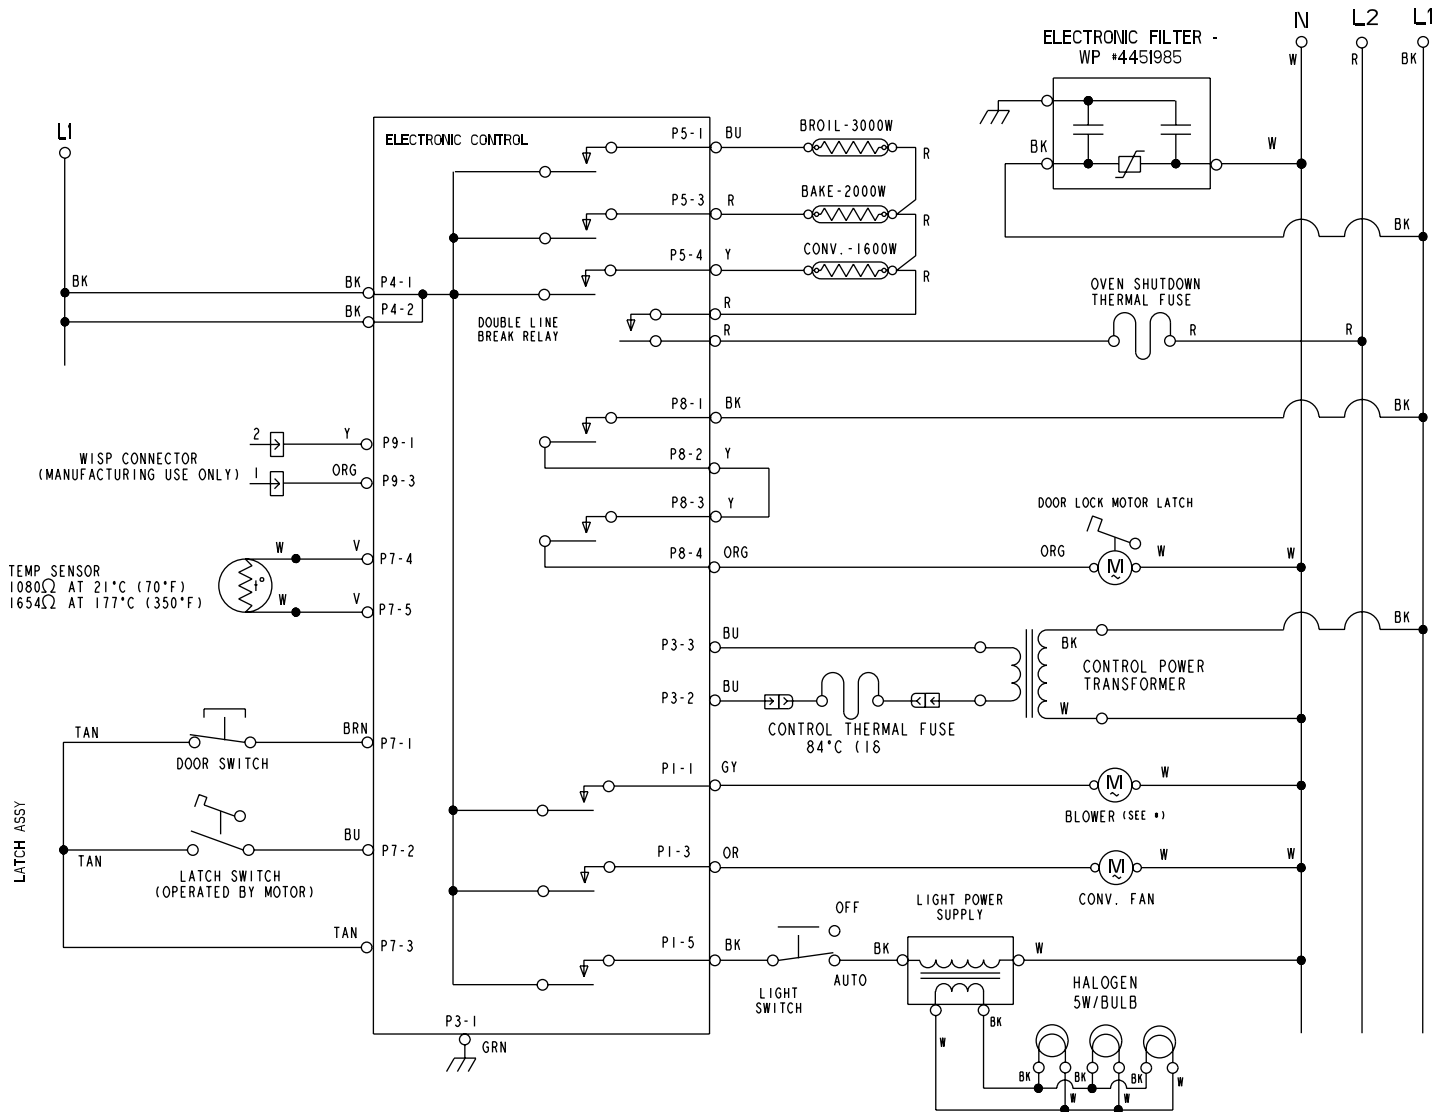 N L2 L1
ELECTRONIC FILTER -
WP *4451985
W R BK
L1
ELECTRONIC CONTROL
P5-1 BU
BROIL-3000W
R
BK
W
P5-3 R
BAKE-2000W
R
BK
P5-4 Y
CONV.-1600W
R
BK
BK P4-1
BK P4-2
DOUBLE LINE
BREAK RELAY
R
R
OVEN SHUTDOWN
THERMAL FUSE
R
R
P8-1 BK
BK
2 Y P9-1
WISP CONNECTOR
(MANUFACTURING USE ONLY)
1 ORG P9-3
P8-2 Y
P8-3 Y
DOOR LOCK MOTOR LATCH
P8-4 ORG
ORG M W
W
TEMP SENSOR
1080Ω AT 21°C (70°F)
1654Ω AT 177°C (350°F)
W V P7-4
t°
W V P7-5
P3-3 BU
BK
BK
CONTROL POWER
TRANSFORMER
W
P3-2 BU
CONTROL THERMAL FUSE
84°C (18
TAN
BRN P7-1
DOOR SWITCH
P1-1 GY
M W
BLOWER (SEE *)
LATCH ASSY
TAN
BU P7-2
LATCH SWITCH
(OPERATED BY MOTOR)
P1-3 OR
M W
W
CONV. FAN
TAN P7-3
P1-5 BK
OFF
AUTO
LIGHT
SWITCH
BK
LIGHT POWER
SUPPLY
W
HALOGEN
5W/BULB
W BK
BK W BK W BK W
P3-1
GRN